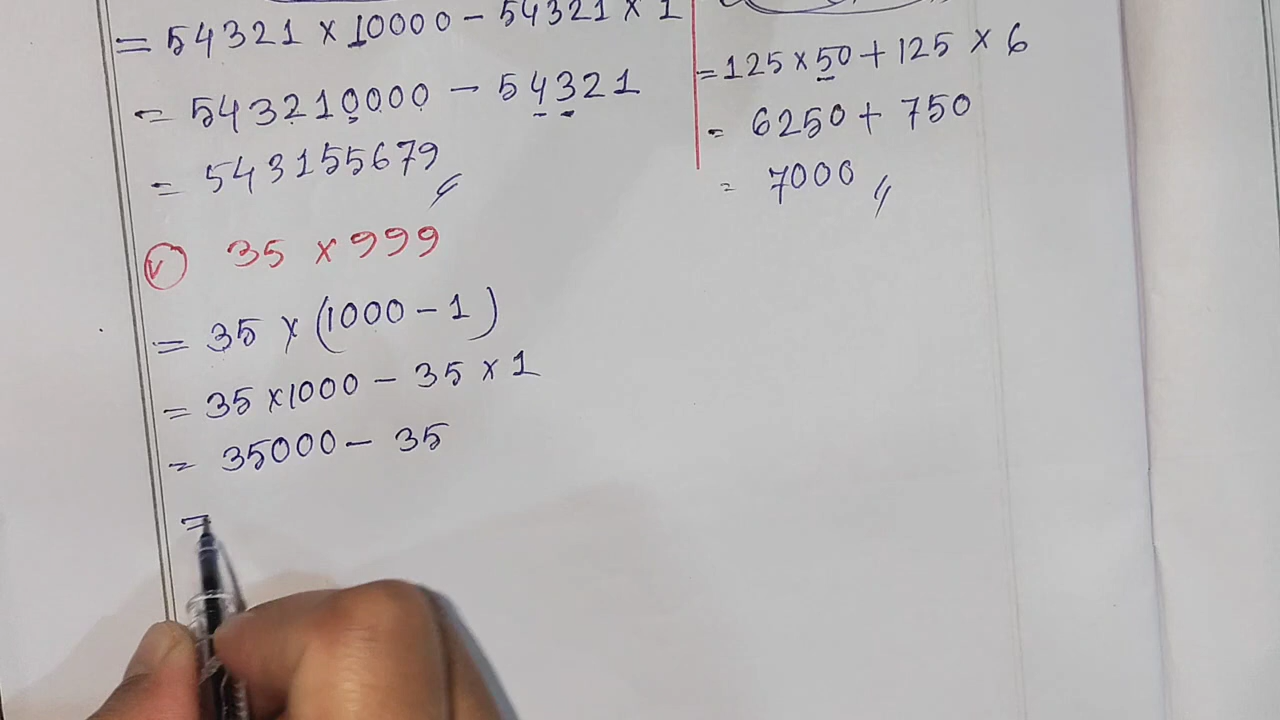 = 54321 × 10000 - 54321 × 1
= 543210000 - 54321
= 543155679
(v) 35 × 999
= 35 × (1000 - 1)
= 35 × 1000 - 35 × 1
= 35000 - 35
=
= 125 × 50 + 125 × 6
= 6250 + 750
= 7000